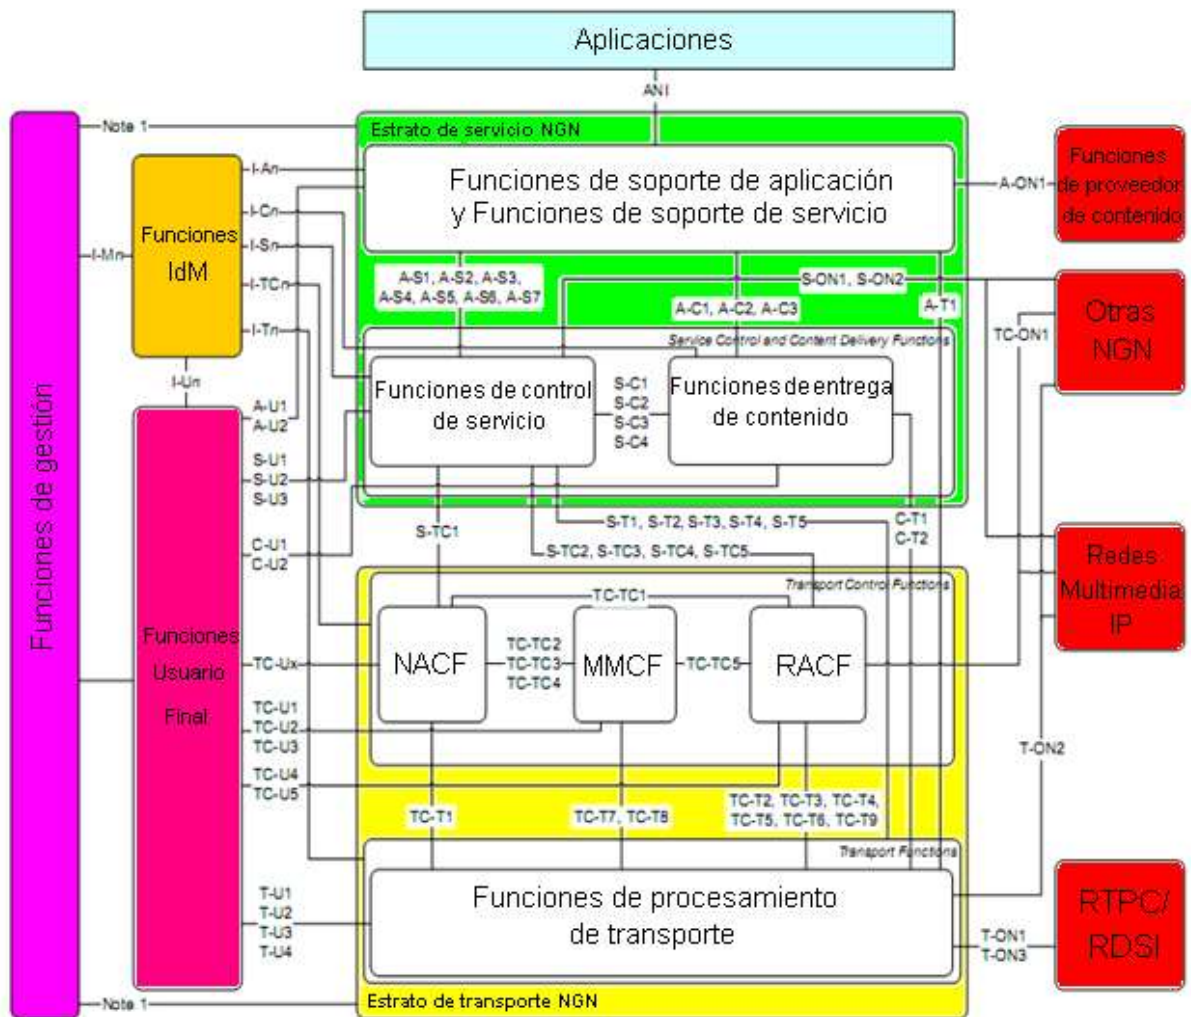 Aplicaciones
ANI
Note 1
Estrato de servicio NGN
Funciones de soporte de aplicación
y Funciones de soporte de servicio
A-ON1
Funciones
de proveedor
de contenido
Funciones de gestión
Funciones
IdM
I-Mn
I-An
I-Cn
I-Sn
I-TCn
I-Tn
I-Un
A-S1, A-S2, A-S3,
A-S4, A-S5, A-S6, A-S7
A-C1, A-C2, A-C3
S-ON1, S-ON2
A-T1
Otras
NGN
TC-ON1
Service Control and Content Delivery Functions
Funciones de control
de servicio
S-C1
S-C2
S-C3
S-C4
Funciones de entrega
de contenido
A-U1
A-U2
S-U1
S-U2
S-U3
C-U1
C-U2
S-TC1
S-T1, S-T2, S-T3, S-T4, S-T5
S-TC2, S-TC3, S-TC4, S-TC5
C-T1
C-T2
Redes
Multimedia
IP
Transport Control Functions
TC-TC1
Funciones
Usuario
Final
TC-Ux
NACF
TC-TC2
TC-TC3
TC-TC4
MMCF
TC-TC5
RACF
TC-U1
TC-U2
TC-U3
TC-U4
TC-U5
T-ON2
TC-T1
TC-T7, TC-T8
TC-T2, TC-T3, TC-T4,
TC-T5, TC-T6, TC-T9
Transport Functions
T-U1
T-U2
T-U3
T-U4
Funciones de procesamiento
de transporte
T-ON1
T-ON3
RTPC/
RDSI
Note 1
Estrato de transporte NGN